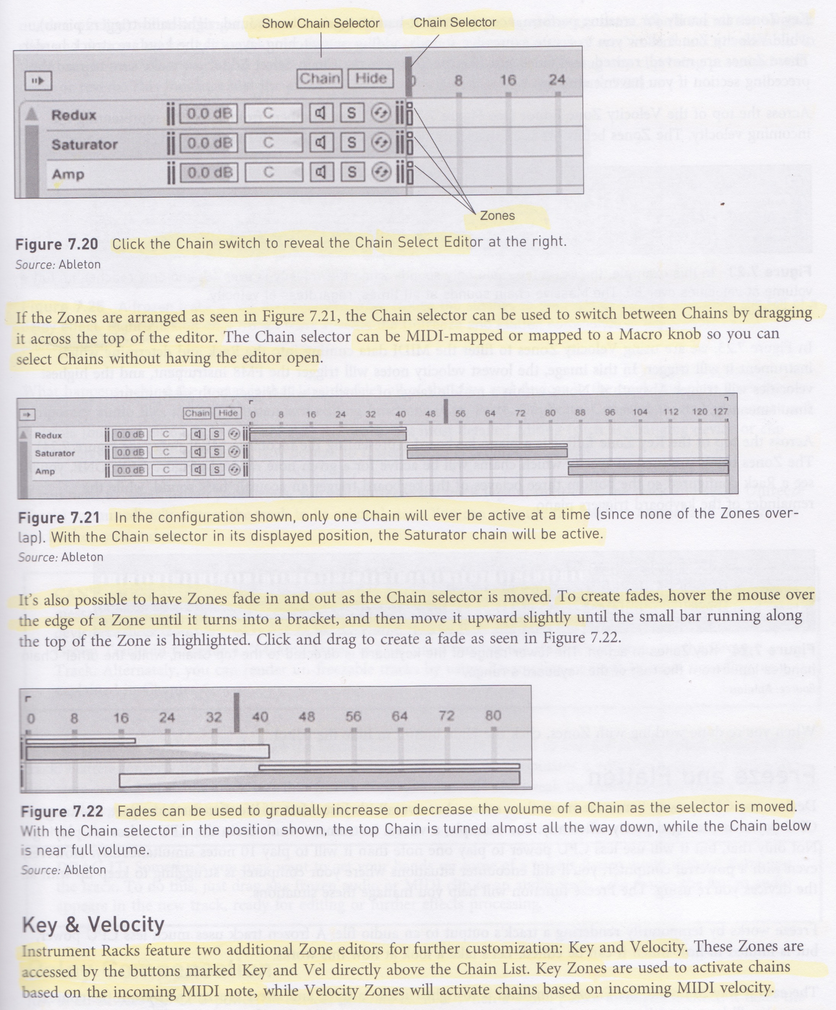 Show Chain Selector Chain Selector
Chain Hide 0 8 16 24
Redux 0.0 dB C S
Saturator 0.0 dB C S
Amp 0.0 dB C S
Zones
Figure 7.20 Click the Chain switch to reveal the Chain Select Editor at the right.
Source: Ableton
If the Zones are arranged as seen in Figure 7.21, the Chain selector can be used to switch between Chains by dragging
it across the top of the editor. The Chain selector can be MIDI-mapped or mapped to a Macro knob so you can
select Chains without having the editor open.
Chain Hide 0 8 16 24 32 40 48 56 64 72 80 88 96 104 112 120 127
Redux 0.0 dB C S
Saturator 0.0 dB C S
Amp 0.0 dB C S
Figure 7.21 In the configuration shown, only one Chain will ever be active at a time (since none of the Zones over-
lap). With the Chain selector in its displayed position, the Saturator chain will be active.
Source: Ableton
It's also possible to have Zones fade in and out as the Chain selector is moved. To create fades, hover the mouse over
the edge of a Zone until it turns into a bracket, and then move it upward slightly until the small bar running along
the top of the Zone is highlighted. Click and drag to create a fade as seen in Figure 7.22.
0 8 16 24 32 40 48 56 64 72 80
Figure 7.22 Fades can be used to gradually increase or decrease the volume of a Chain as the selector is moved.
With the Chain selector in the position shown, the top Chain is turned almost all the way down, while the Chain below
is near full volume.
Source: Ableton
Key & Velocity
Instrument Racks feature two additional Zone editors for further customization: Key and Velocity. These Zones are
accessed by the buttons marked Key and Vel directly above the Chain List. Key Zones are used to activate chains
based on the incoming MIDI note, while Velocity Zones will activate chains based on incoming MIDI velocity.